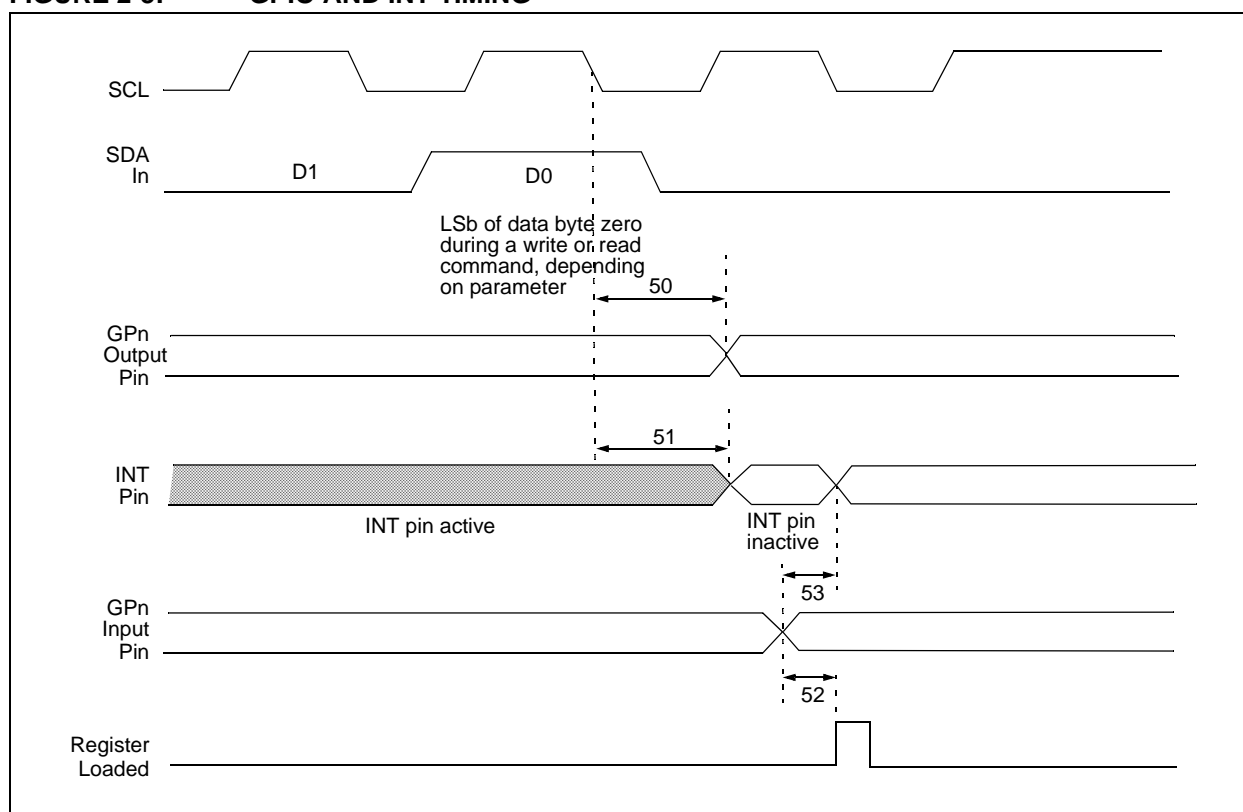 SCL
SDA
In
D1
D0
LSb of data byte zero
during a write or read
command, depending
on parameter
50
GPn
Output
Pin
51
INT
Pin
INT pin active
INT pin
inactive
53
GPn
Input
Pin
52
Register
Loaded